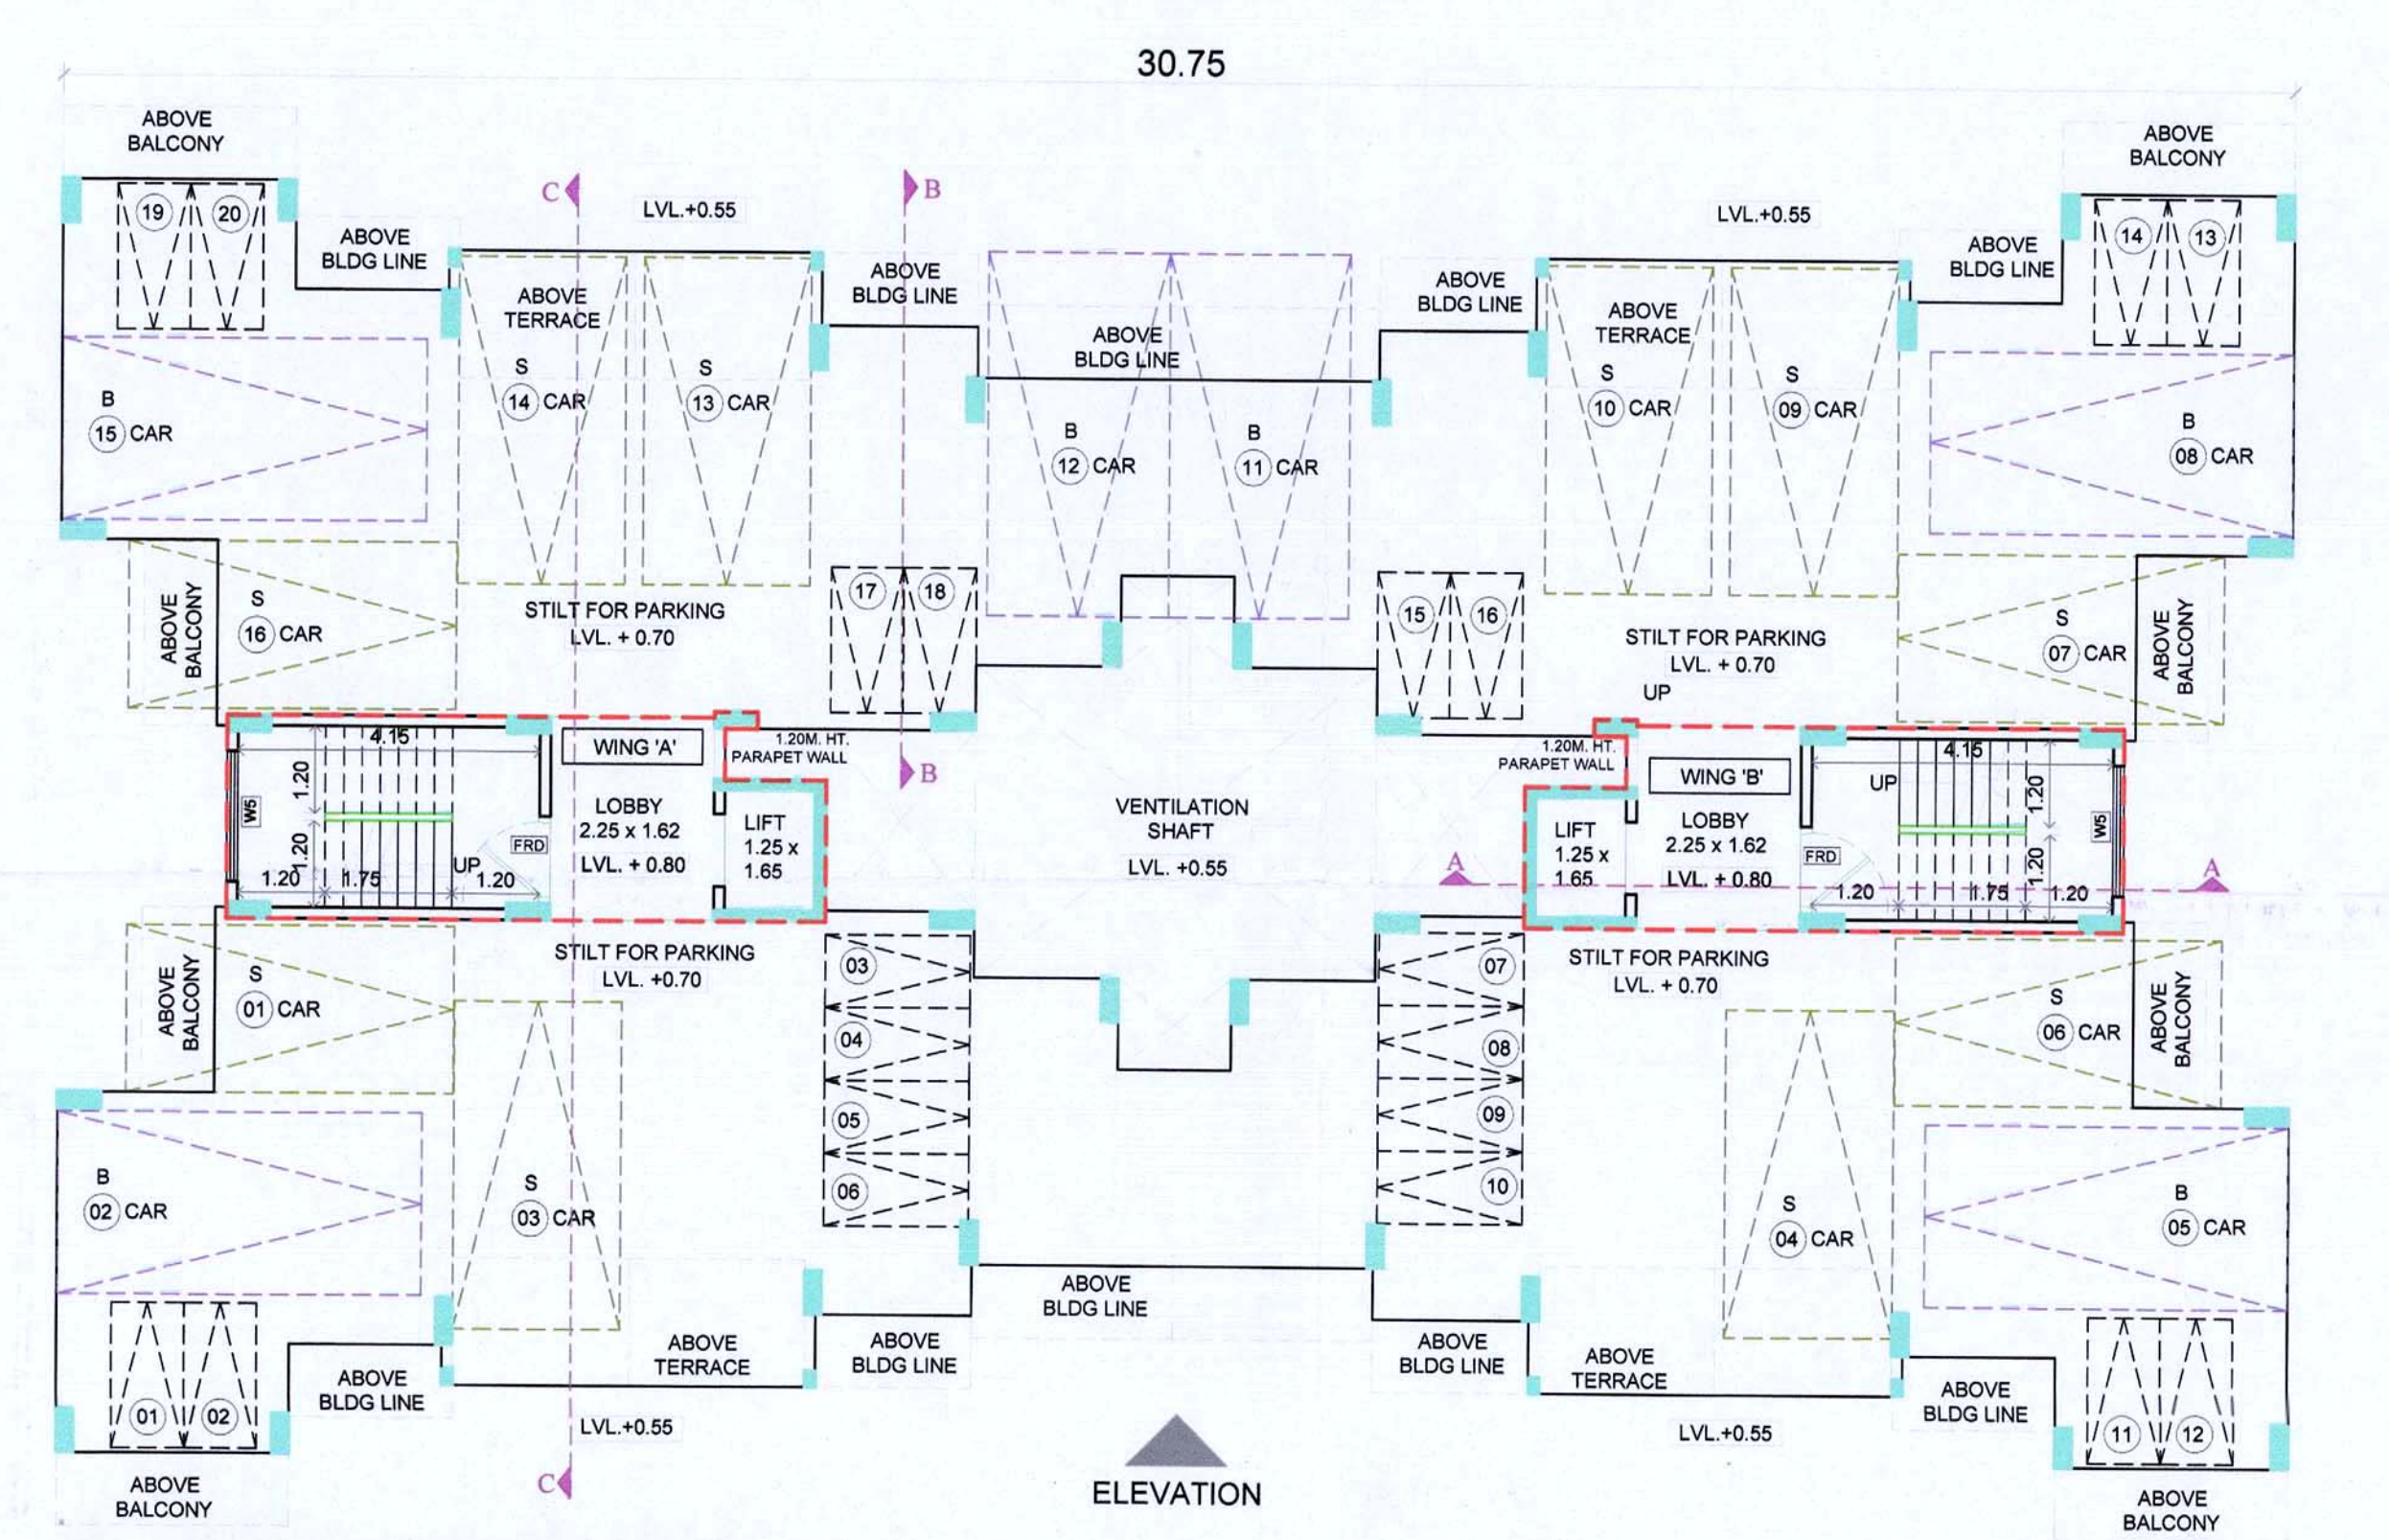 30.75
ABOVE
BALCONY
ABOVE
BALCONY
19
20
C
LVL.+0.55
B
LVL.+0.55
14
13
ABOVE
BLDG LINE
ABOVE
BLDG LINE
ABOVE
BLDG LINE
ABOVE
BLDG LINE
ABOVE
TERRACE
ABOVE
BLDG LINE
ABOVE
TERRACE
B
15 CAR
S
14 CAR
S
13 CAR
B
12 CAR
B
11 CAR
S
10 CAR
S
09 CAR
B
08 CAR
ABOVE
BALCONY
S
16 CAR
STILT FOR PARKING
LVL. + 0.70
17
18
15
16
STILT FOR PARKING
LVL. + 0.70
UP
S
07 CAR
ABOVE
BALCONY
4.15
WING 'A'
1.20M. HT.
PARAPET WALL
B
1.20M. HT.
PARAPET WALL
WING 'B'
4.15
UP
1.20
W5
1.20
LOBBY
2.25 x 1.62
LVL. + 0.80
LIFT
1.25 x
1.65
FRD
UP
1.20
1.75
1.20
VENTILATION
SHAFT
LVL. +0.55
A
LIFT
1.25 x
1.65
LOBBY
2.25 x 1.62
LVL. + 0.80
FRD
1.20
1.75
1.20
1.20
1.20
W5
A
ABOVE
BALCONY
S
01 CAR
STILT FOR PARKING
LVL. +0.70
03
04
05
06
07
08
09
10
STILT FOR PARKING
LVL. + 0.70
S
06 CAR
ABOVE
BALCONY
B
02 CAR
S
03 CAR
S
04 CAR
B
05 CAR
ABOVE
BLDG LINE
01
02
ABOVE
BLDG LINE
ABOVE
TERRACE
ABOVE
BLDG LINE
ABOVE
BLDG LINE
ABOVE
TERRACE
ABOVE
BLDG LINE
11
12
LVL.+0.55
LVL.+0.55
C
ELEVATION
ABOVE
BALCONY
ABOVE
BALCONY